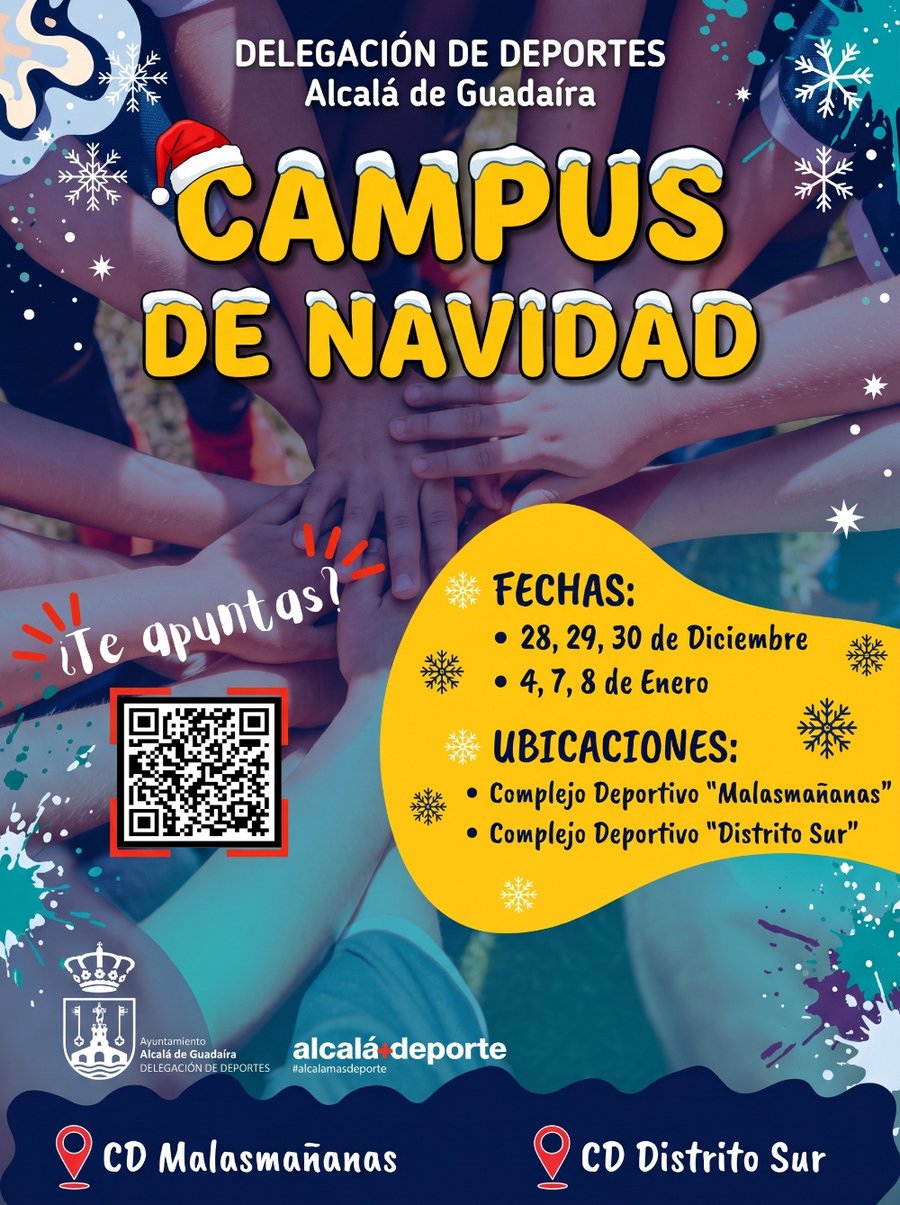 DELEGACIÓN DE DEPORTES
Alcalá de Guadaíra
CAMPUS
DE NAVIDAD
¿Te apuntas?
FECHAS:
• 28, 29, 30 de Diciembre
• 4, 7, 8 de Enero
UBICACIONES:
• Complejo Deportivo "Malasmañanas"
• Complejo Deportivo "Distrito Sur"
Ayuntamiento
Alcalá de Guadaíra
DELEGACIÓN DE DEPORTES
alcalá+deporte
#alcalamasdeporte
CD Malasmañanas
CD Distrito Sur